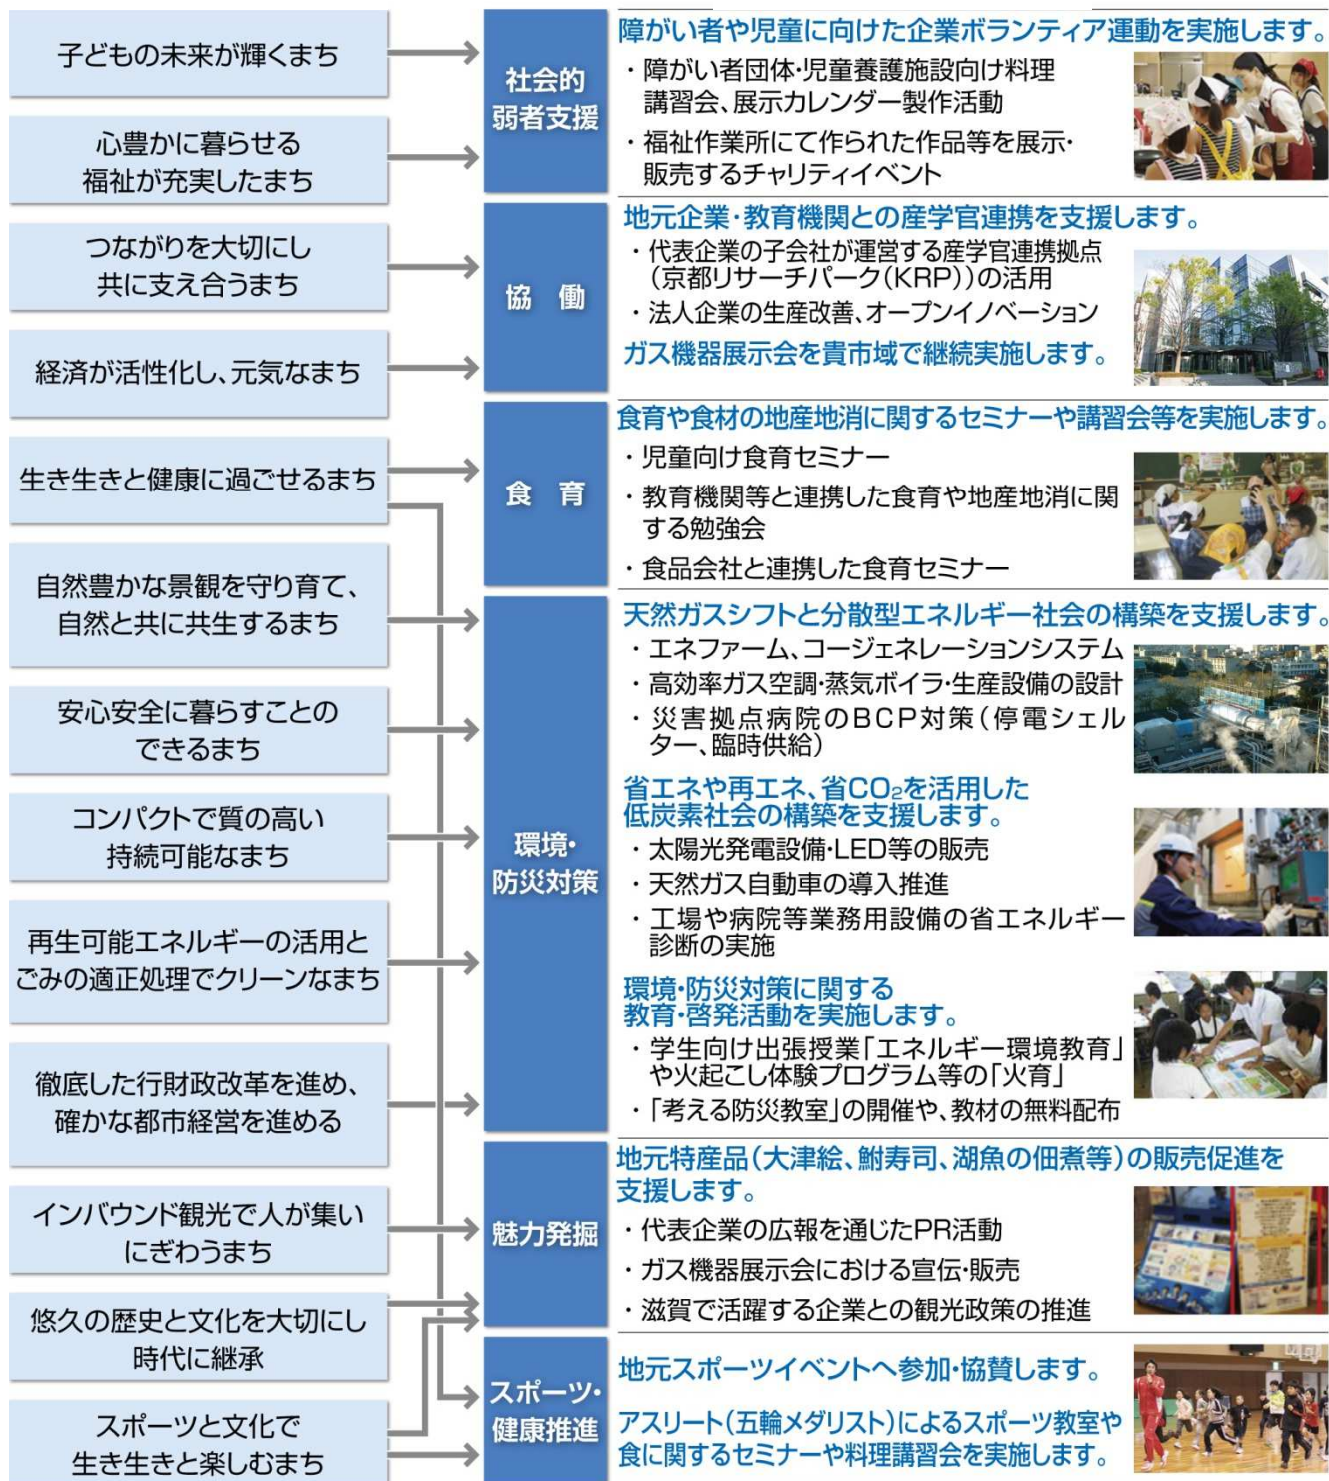 子どもの未来が輝くまち
心豊かに暮らせる
福祉が充実したまち
つながりを大切にし
共に支え合うまち
経済が活性化し、元気なまち
生き生きと健康に過ごせるまち
自然豊かな景観を守り育て、
自然と共に共生するまち
安心安全に暮らすことの
できるまち
コンパクトで質の高い
持続可能なまち
再生可能エネルギーの活用と
ごみの適正処理でクリーンなまち
徹底した行財政改革を進め、
確かな都市経営を進める
インバウンド観光で人が集い
にぎわうまち
悠久の歴史と文化を大切にし
時代に継承
スポーツと文化で
生き生きと楽しむまち
社会的
弱者支援
障がい者や児童に向けた企業ボランティア運動を実施します。
・障がい者団体・児童養護施設向け料理
講習会、展示カレンダー製作活動
・福祉作業所にて作られた作品等を展示・
販売するチャリティイベント
協 働
地元企業・教育機関との産学官連携を支援します。
・代表企業の子会社が運営する産学官連携拠点
（京都リサーチパーク（KRP））の活用
・法人企業の生産改善、オープンイノベーション
ガス機器展示会を貴市域で継続実施します。
食 育
食育や食材の地産地消に関するセミナーや講習会等を実施します。
・児童向け食育セミナー
・教育機関等と連携した食育や地産地消に関
する勉強会
・食品会社と連携した食育セミナー
環境・
防災対策
天然ガスシフトと分散型エネルギー社会の構築を支援します。
・エネファーム、コージェネレーションシステム
・高効率ガス空調・蒸気ボイラ・生産設備の設計
・災害拠点病院のBCP対策（停電シェル
ター、臨時供給）
省エネや再エネ、省CO₂を活用した
低炭素社会の構築を支援します。
・太陽光発電設備・LED等の販売
・天然ガス自動車の導入推進
・工場や病院等業務用設備の省エネルギー
診断の実施
環境・防災対策に関する
教育・啓発活動を実施します。
・学生向け出張授業「エネルギー環境教育」
や火起こし体験プログラム等の「火育」
・「考える防災教室」の開催や、教材の無料配布
魅力発掘
地元特産品（大津絵、鮒寿司、湖魚の佃煮等）の販売促進を
支援します。
・代表企業の広報を通じたPR活動
・ガス機器展示会における宣伝・販売
・滋賀で活躍する企業との観光政策の推進
スポーツ・
健康推進
地元スポーツイベントへ参加・協賛します。
アスリート（五輪メダリスト）によるスポーツ教室や
食に関するセミナーや料理講習会を実施します。